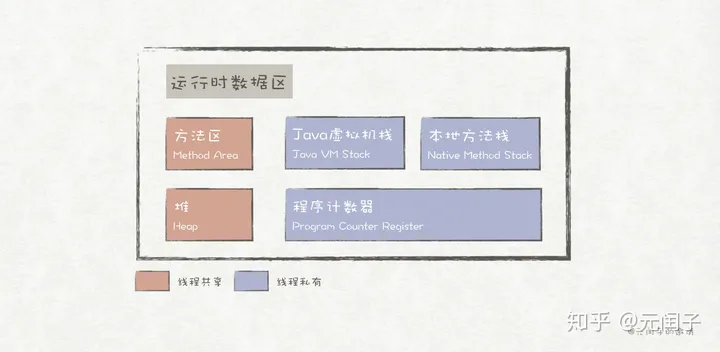 运行时数据区
方法区
Method Area
Java虚拟机栈
Java VM Stack
本地方法栈
Native Method Stack
堆
Heap
程序计数器
Program Counter Register
线程共享
线程私有
知乎 @元闰子